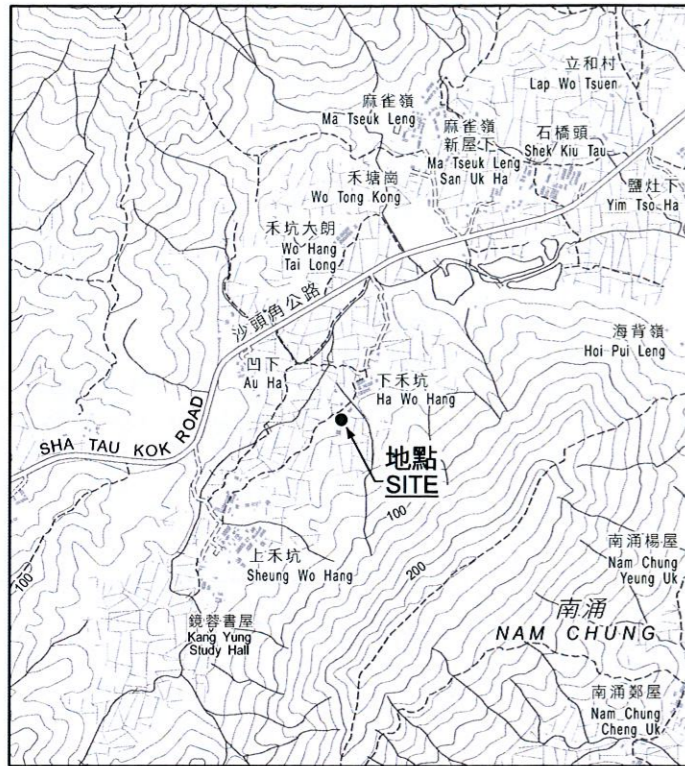 立和村
Lap Wo Tsuen
麻雀嶺
Ma Tseuk Leng
麻雀嶺
新屋下
Ma Tseuk Leng
San Uk Ha
石橋頭
Shek Kiu Tau
禾塘崗
Wo Tong Kong
鹽灶下
Yim Tso Ha
禾坑大朗
Wo Hang
Tai Long
沙頭角公路
海背嶺
Hoi Pui Leng
凹下
Au Ha
下禾坑
Ha Wo Hang
SHA TAU KOK ROAD
地點
SITE
100
200
100
上禾坑
Sheung Wo Hang
南涌楊屋
Nam Chung
Yeung Uk
南涌
NAM CHUNG
鏡蓉書屋
Kang Yung
Study Hall
南涌鄭屋
Nam Chung
Cheng Uk